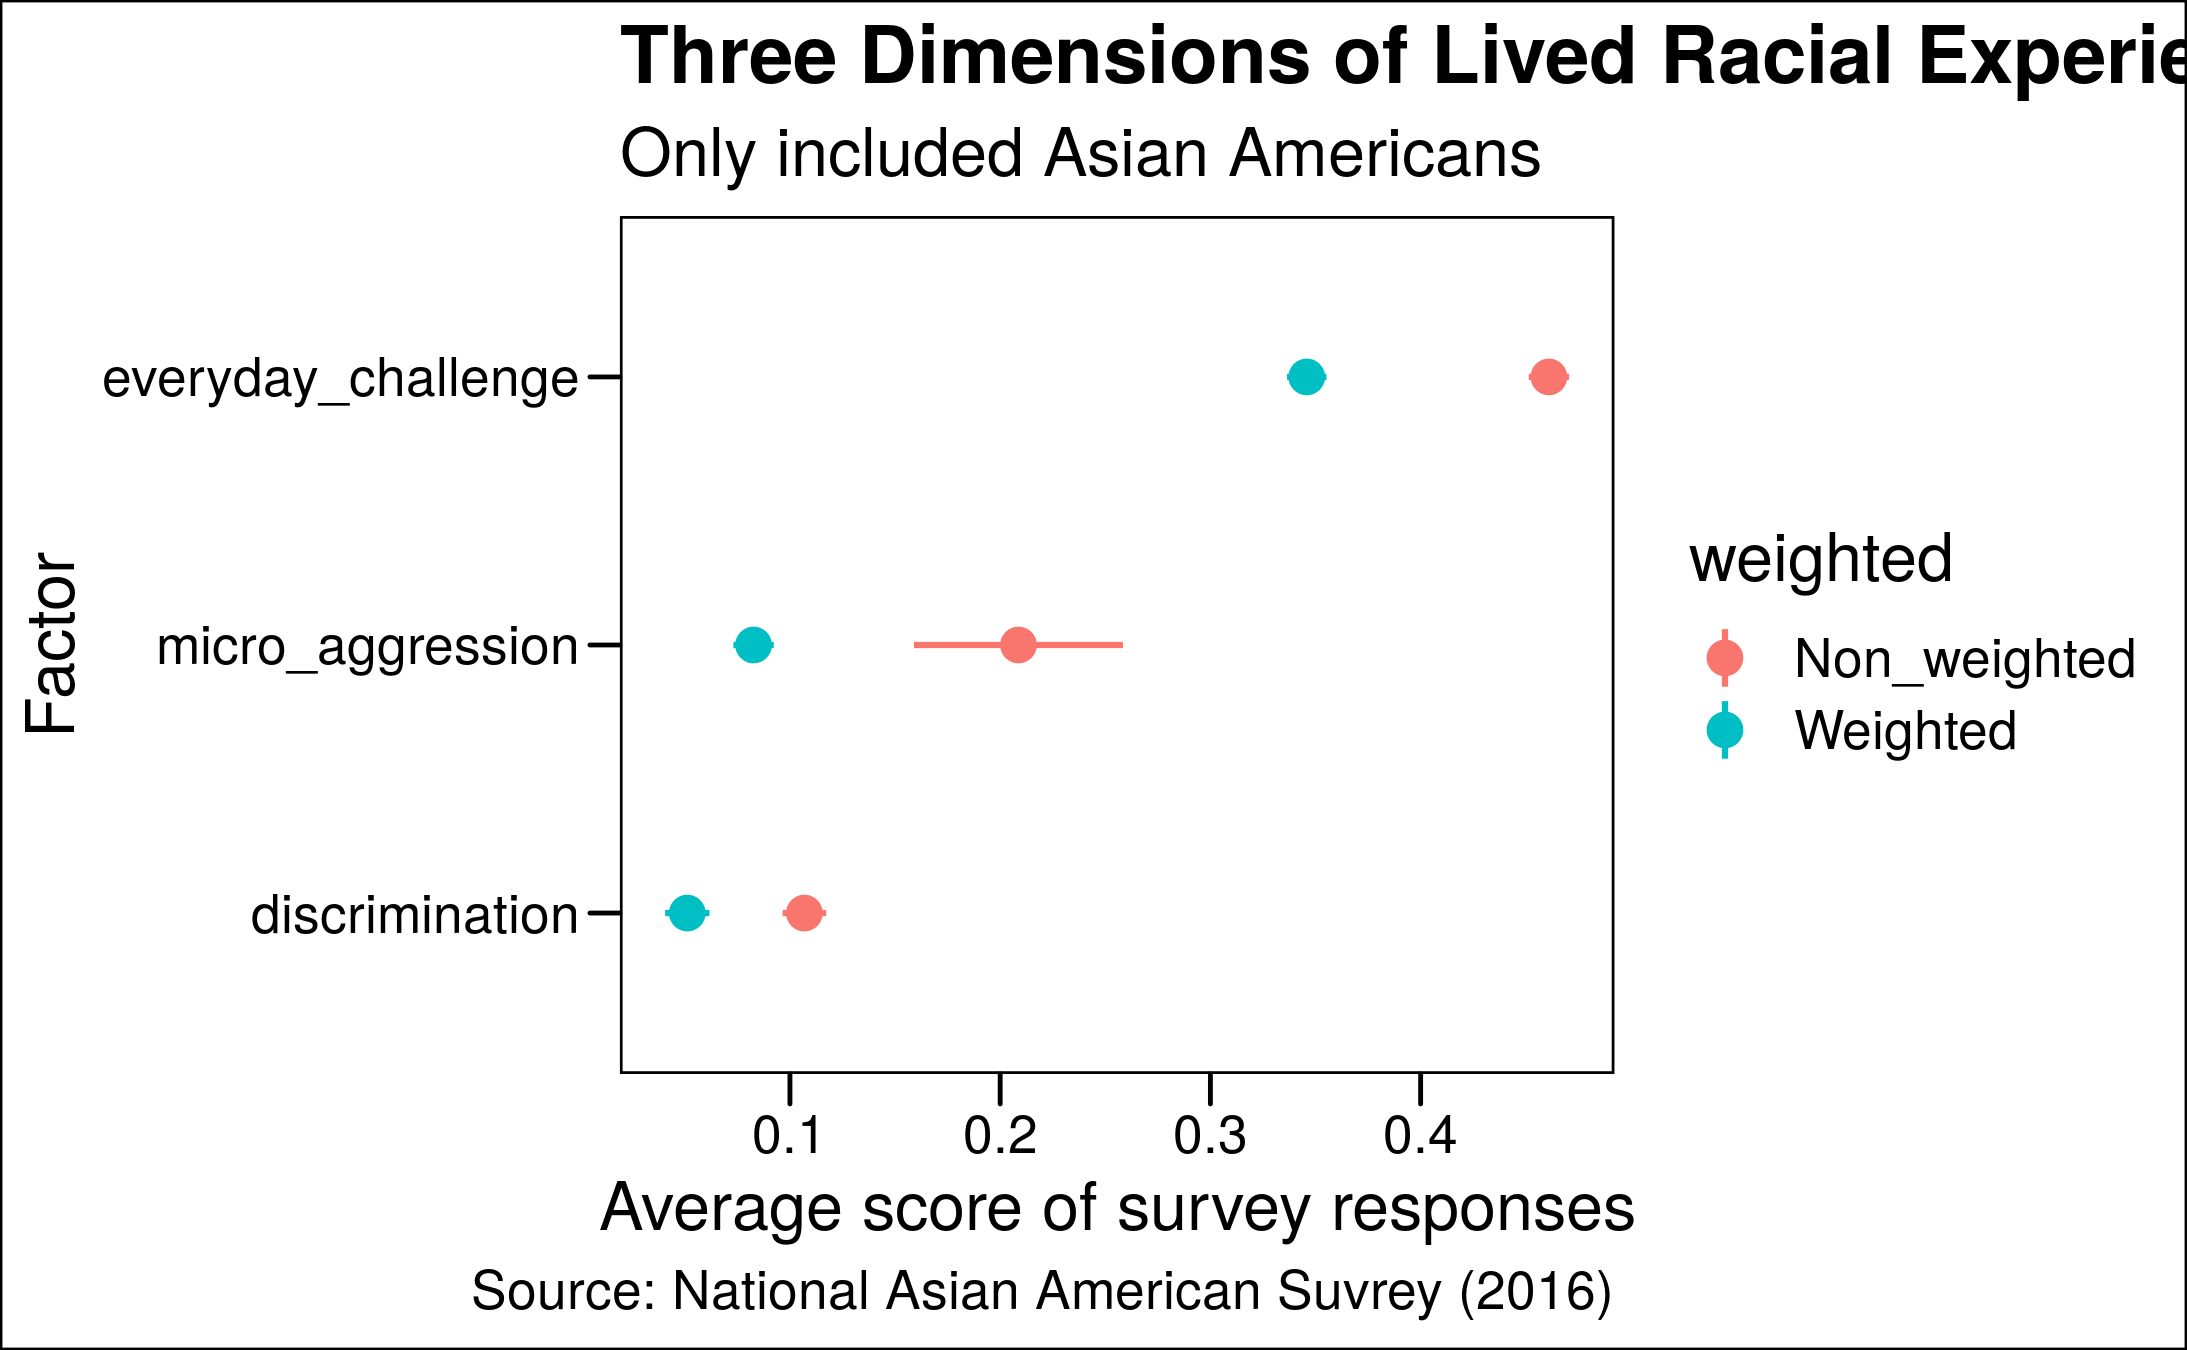 Three Dimensions of Lived Racial Experie
Only included Asian Americans
everyday_challenge
micro_aggression
discrimination
Factor
0.1 0.2 0.3 0.4
Average score of survey responses
Source: National Asian American Suvrey (2016)
weighted
Non_weighted
Weighted